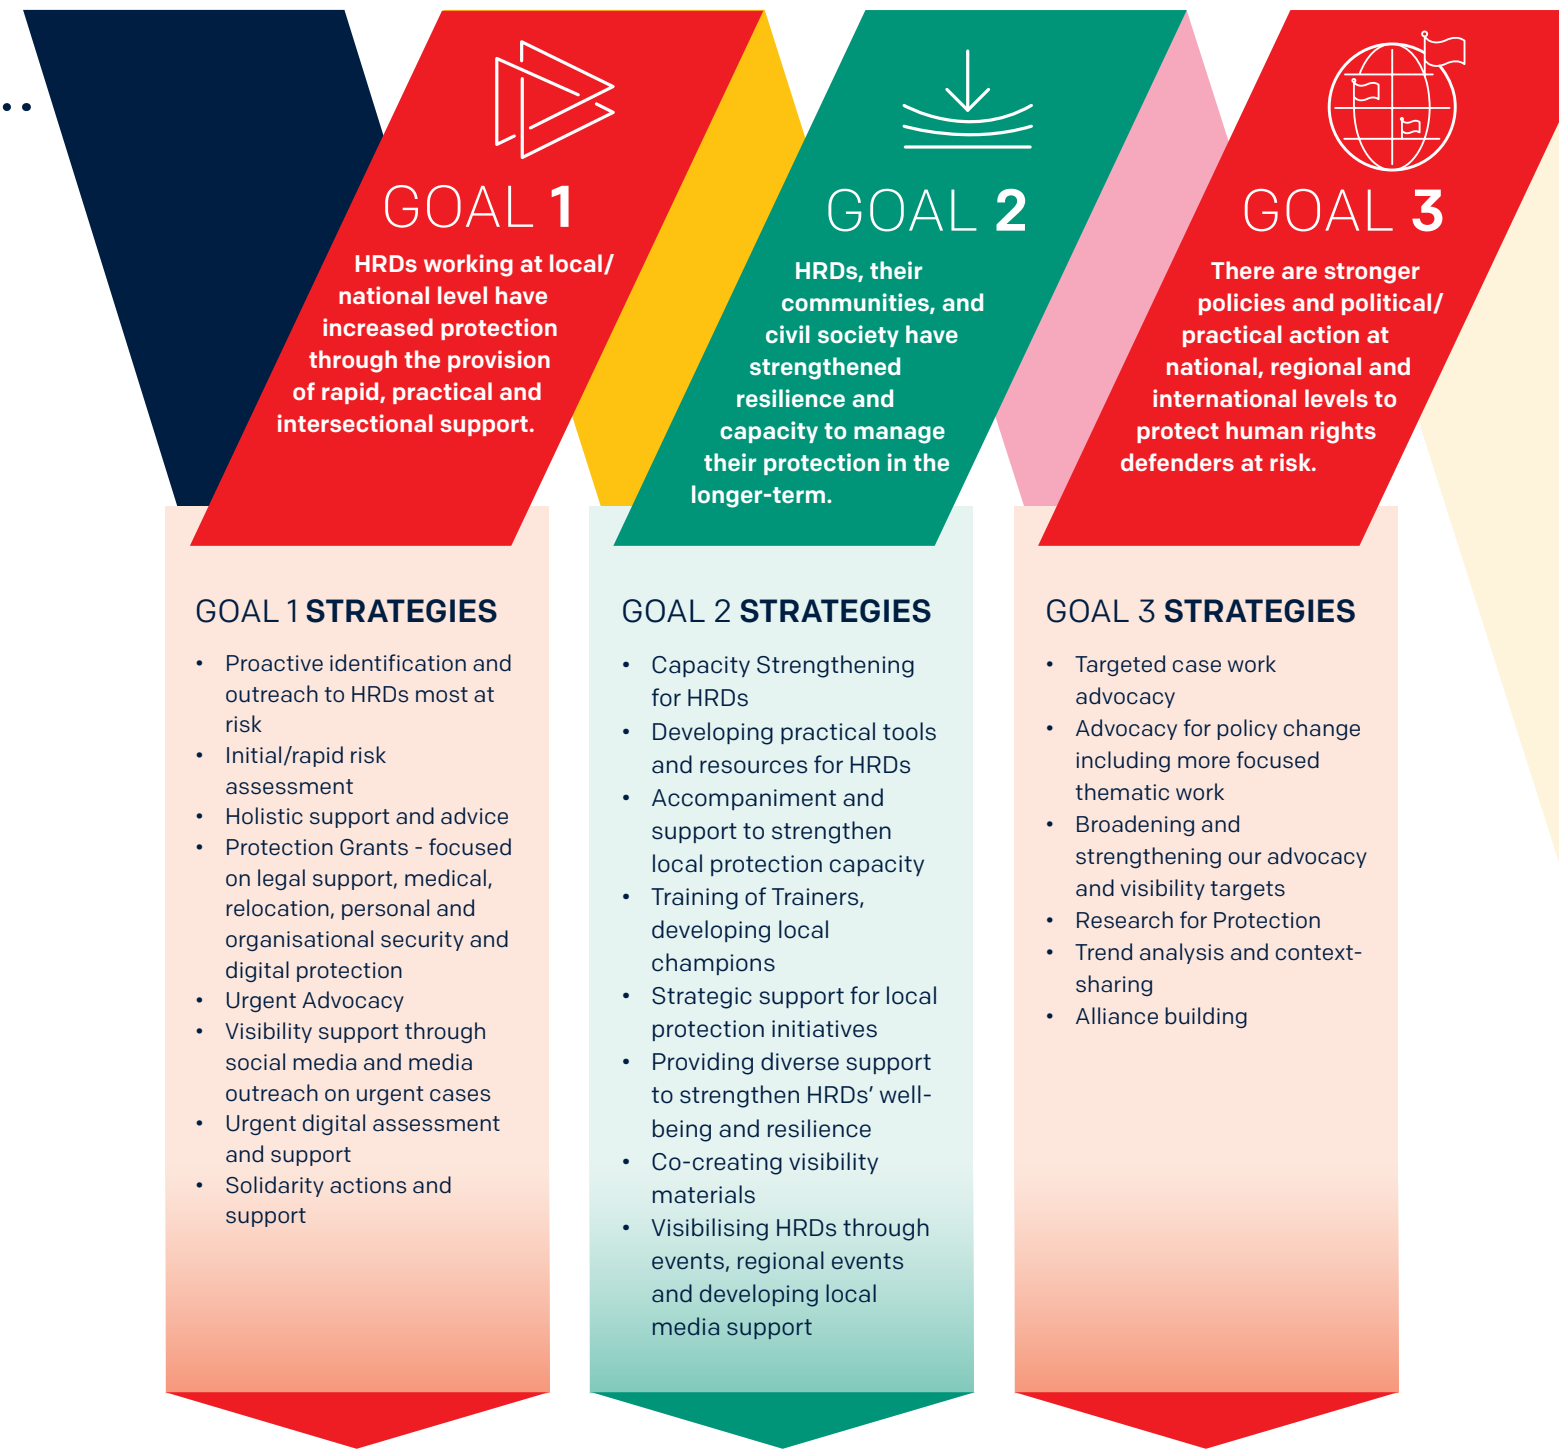 GOAL 1
HRDs working at local/
national level have
increased protection
through the provision
of rapid, practical and
intersectional support.
GOAL 2
HRDs, their
communities, and
civil society have
strengthened
resilience and
capacity to manage
their protection in the
longer-term.
GOAL 3
There are stronger
policies and political/
practical action at
national, regional and
international levels to
protect human rights
defenders at risk.
GOAL 1 STRATEGIES
• Proactive identification and
outreach to HRDs most at
risk
• Initial/rapid risk
assessment
• Holistic support and advice
• Protection Grants - focused
on legal support, medical,
relocation, personal and
organisational security and
digital protection
• Urgent Advocacy
• Visibility support through
social media and media
outreach on urgent cases
• Urgent digital assessment
and support
• Solidarity actions and
support
GOAL 2 STRATEGIES
• Capacity Strengthening
for HRDs
• Developing practical tools
and resources for HRDs
• Accompaniment and
support to strengthen
local protection capacity
• Training of Trainers,
developing local
champions
• Strategic support for local
protection initiatives
• Providing diverse support
to strengthen HRDs’ well-
being and resilience
• Co-creating visibility
materials
• Visibilising HRDs through
events, regional events
and developing local
media support
GOAL 3 STRATEGIES
• Targeted case work
advocacy
• Advocacy for policy change
including more focused
thematic work
• Broadening and
strengthening our advocacy
and visibility targets
• Research for Protection
• Trend analysis and context-
sharing
• Alliance building